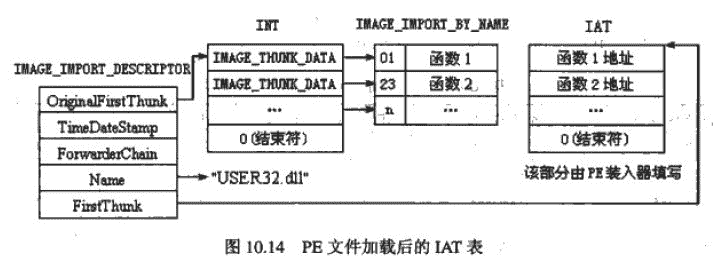 INT
IMAGE_IMPORT_BY_NAME
IAT
IMAGE_IMPORT_DESCRIPTOR
IMAGE_THUNK_DATA
01
函数 1
函数 1 地址
OriginalFirstThunk
IMAGE_THUNK_DATA
23
函数 2
函数 2 地址
TimeDateStamp
...
n
...
...
ForwarderChain
0(结束符)
0(结束符)
Name
"USER32.dll"
该部分由PE装入器填写
FirstThunk
图 10.14 PE 文件加载后的 IAT 表